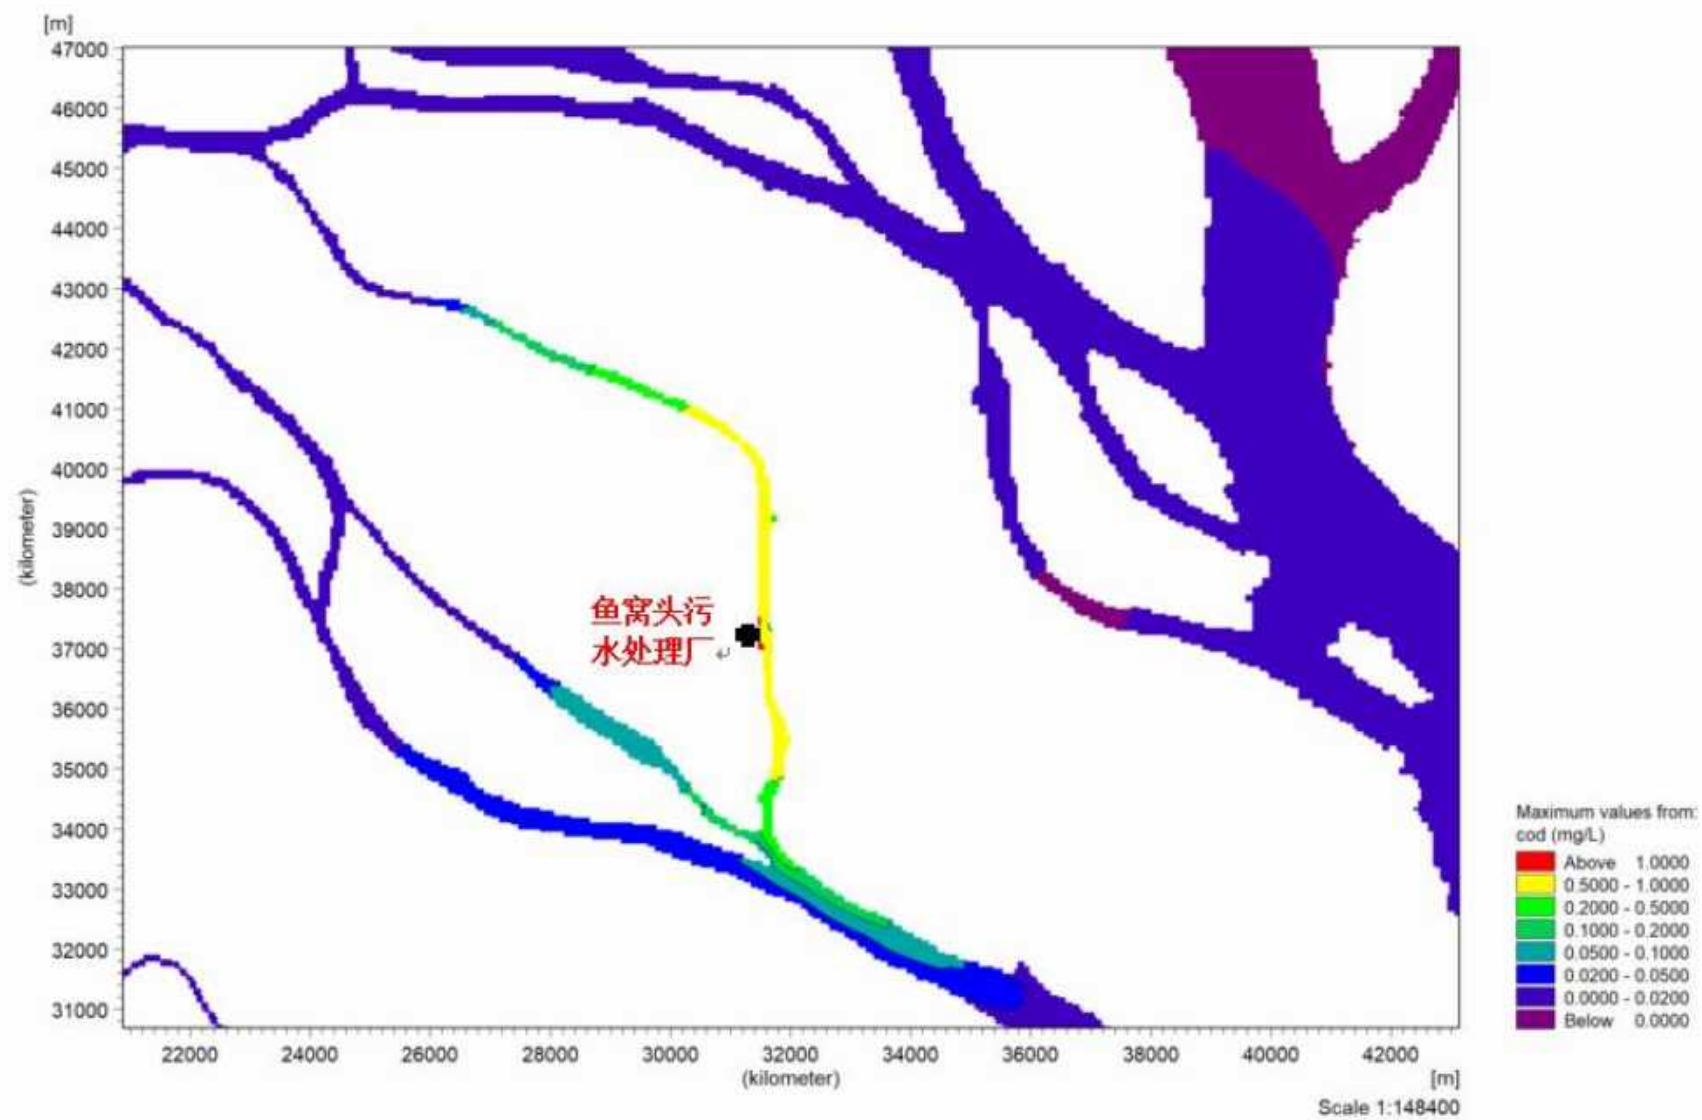 [m]
47000
46000
45000
44000
43000
42000
41000
40000
39000
38000
37000
36000
35000
34000
33000
32000
31000
(kilometer)
鱼窝头污
水处理厂
22000 24000 26000 28000 30000 32000 34000 36000 38000 40000 42000
(kilometer)
[m]
Scale 1:148400
Maximum values from:
cod (mg/L)
Above 1.0000
0.5000 - 1.0000
0.2000 - 0.5000
0.1000 - 0.2000
0.0500 - 0.1000
0.0200 - 0.0500
0.0000 - 0.0200
Below 0.0000